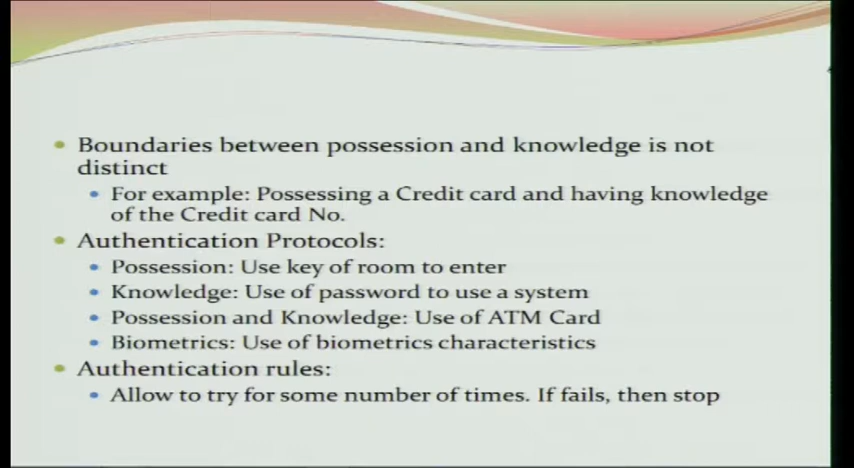 Boundaries between possession and knowledge is not
distinct
For example: Possessing a Credit card and having knowledge
of the Credit card No.
Authentication Protocols:
Possession: Use key of room to enter
Knowledge: Use of password to use a system
Possession and Knowledge: Use of ATM Card
Biometrics: Use of biometrics characteristics
Authentication rules:
Allow to try for some number of times. If fails, then stop